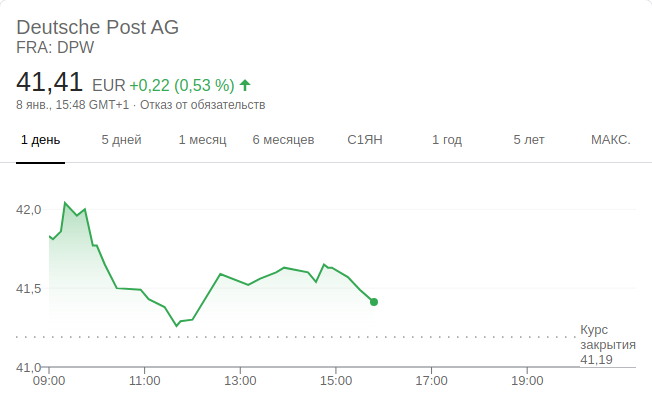 Deutsche Post AG
FRA: DPW
41,41 EUR +0,22 (0,53 %)
8 янв., 15:48 GMT+1 · Отказ от обязательств
1 день 5 дней 1 месяц 6 месяцев С1ЯН 1 год 5 лет МАКС.
42,0
41,5
Курс
закрытия
41,19
41,0
09:00 11:00 13:00 15:00 17:00 19:00